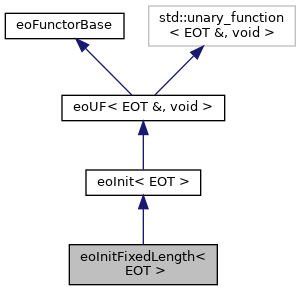 eoFunctorBase
std::unary_function
< EOT &, void >
eoUF< EOT &, void >
eoInit< EOT >
eoInitFixedLength<
EOT >